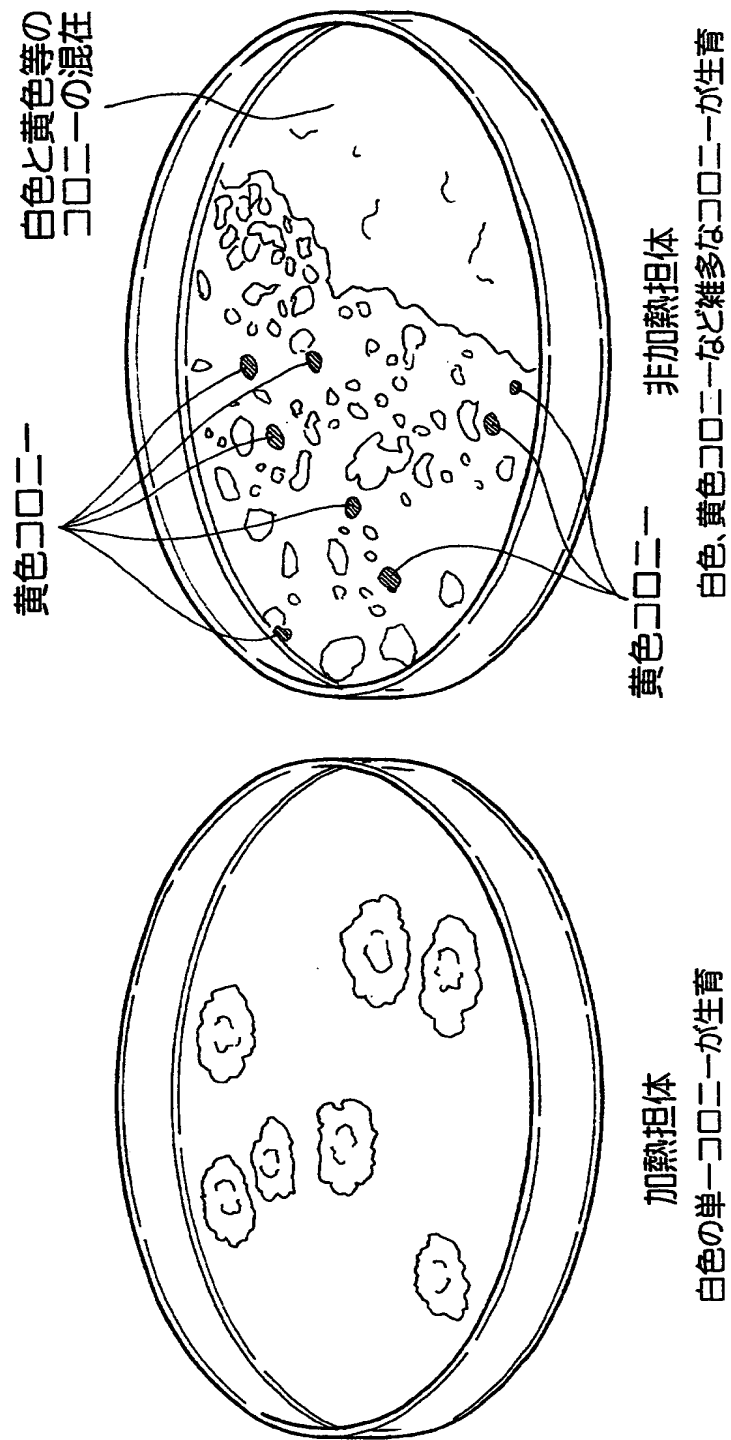 加熱担体
白色の単一コロニーが生育
黄色コロニー
白色と黄色等の
コロニーの混在
黄色コロニー
非加熱担体
白色、黄色コロニーなど雑多なコロニーが生育